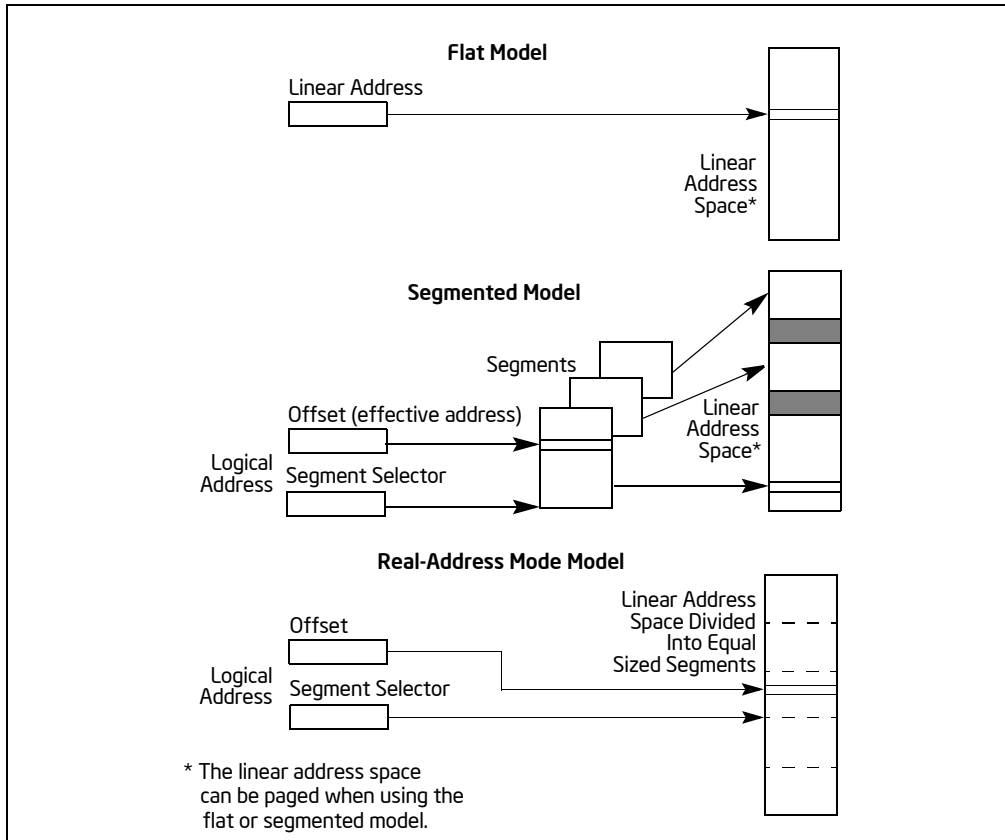 Flat Model
Linear Address
Linear
Address
Space*
Segmented Model
Segments
Offset (effective address)
Logical
Address
Segment Selector
Linear
Address
Space*
Real-Address Mode Model
Linear Address
Space Divided
Into Equal
Sized Segments
Offset
Logical
Address
Segment Selector
* The linear address space
can be paged when using the
flat or segmented model.